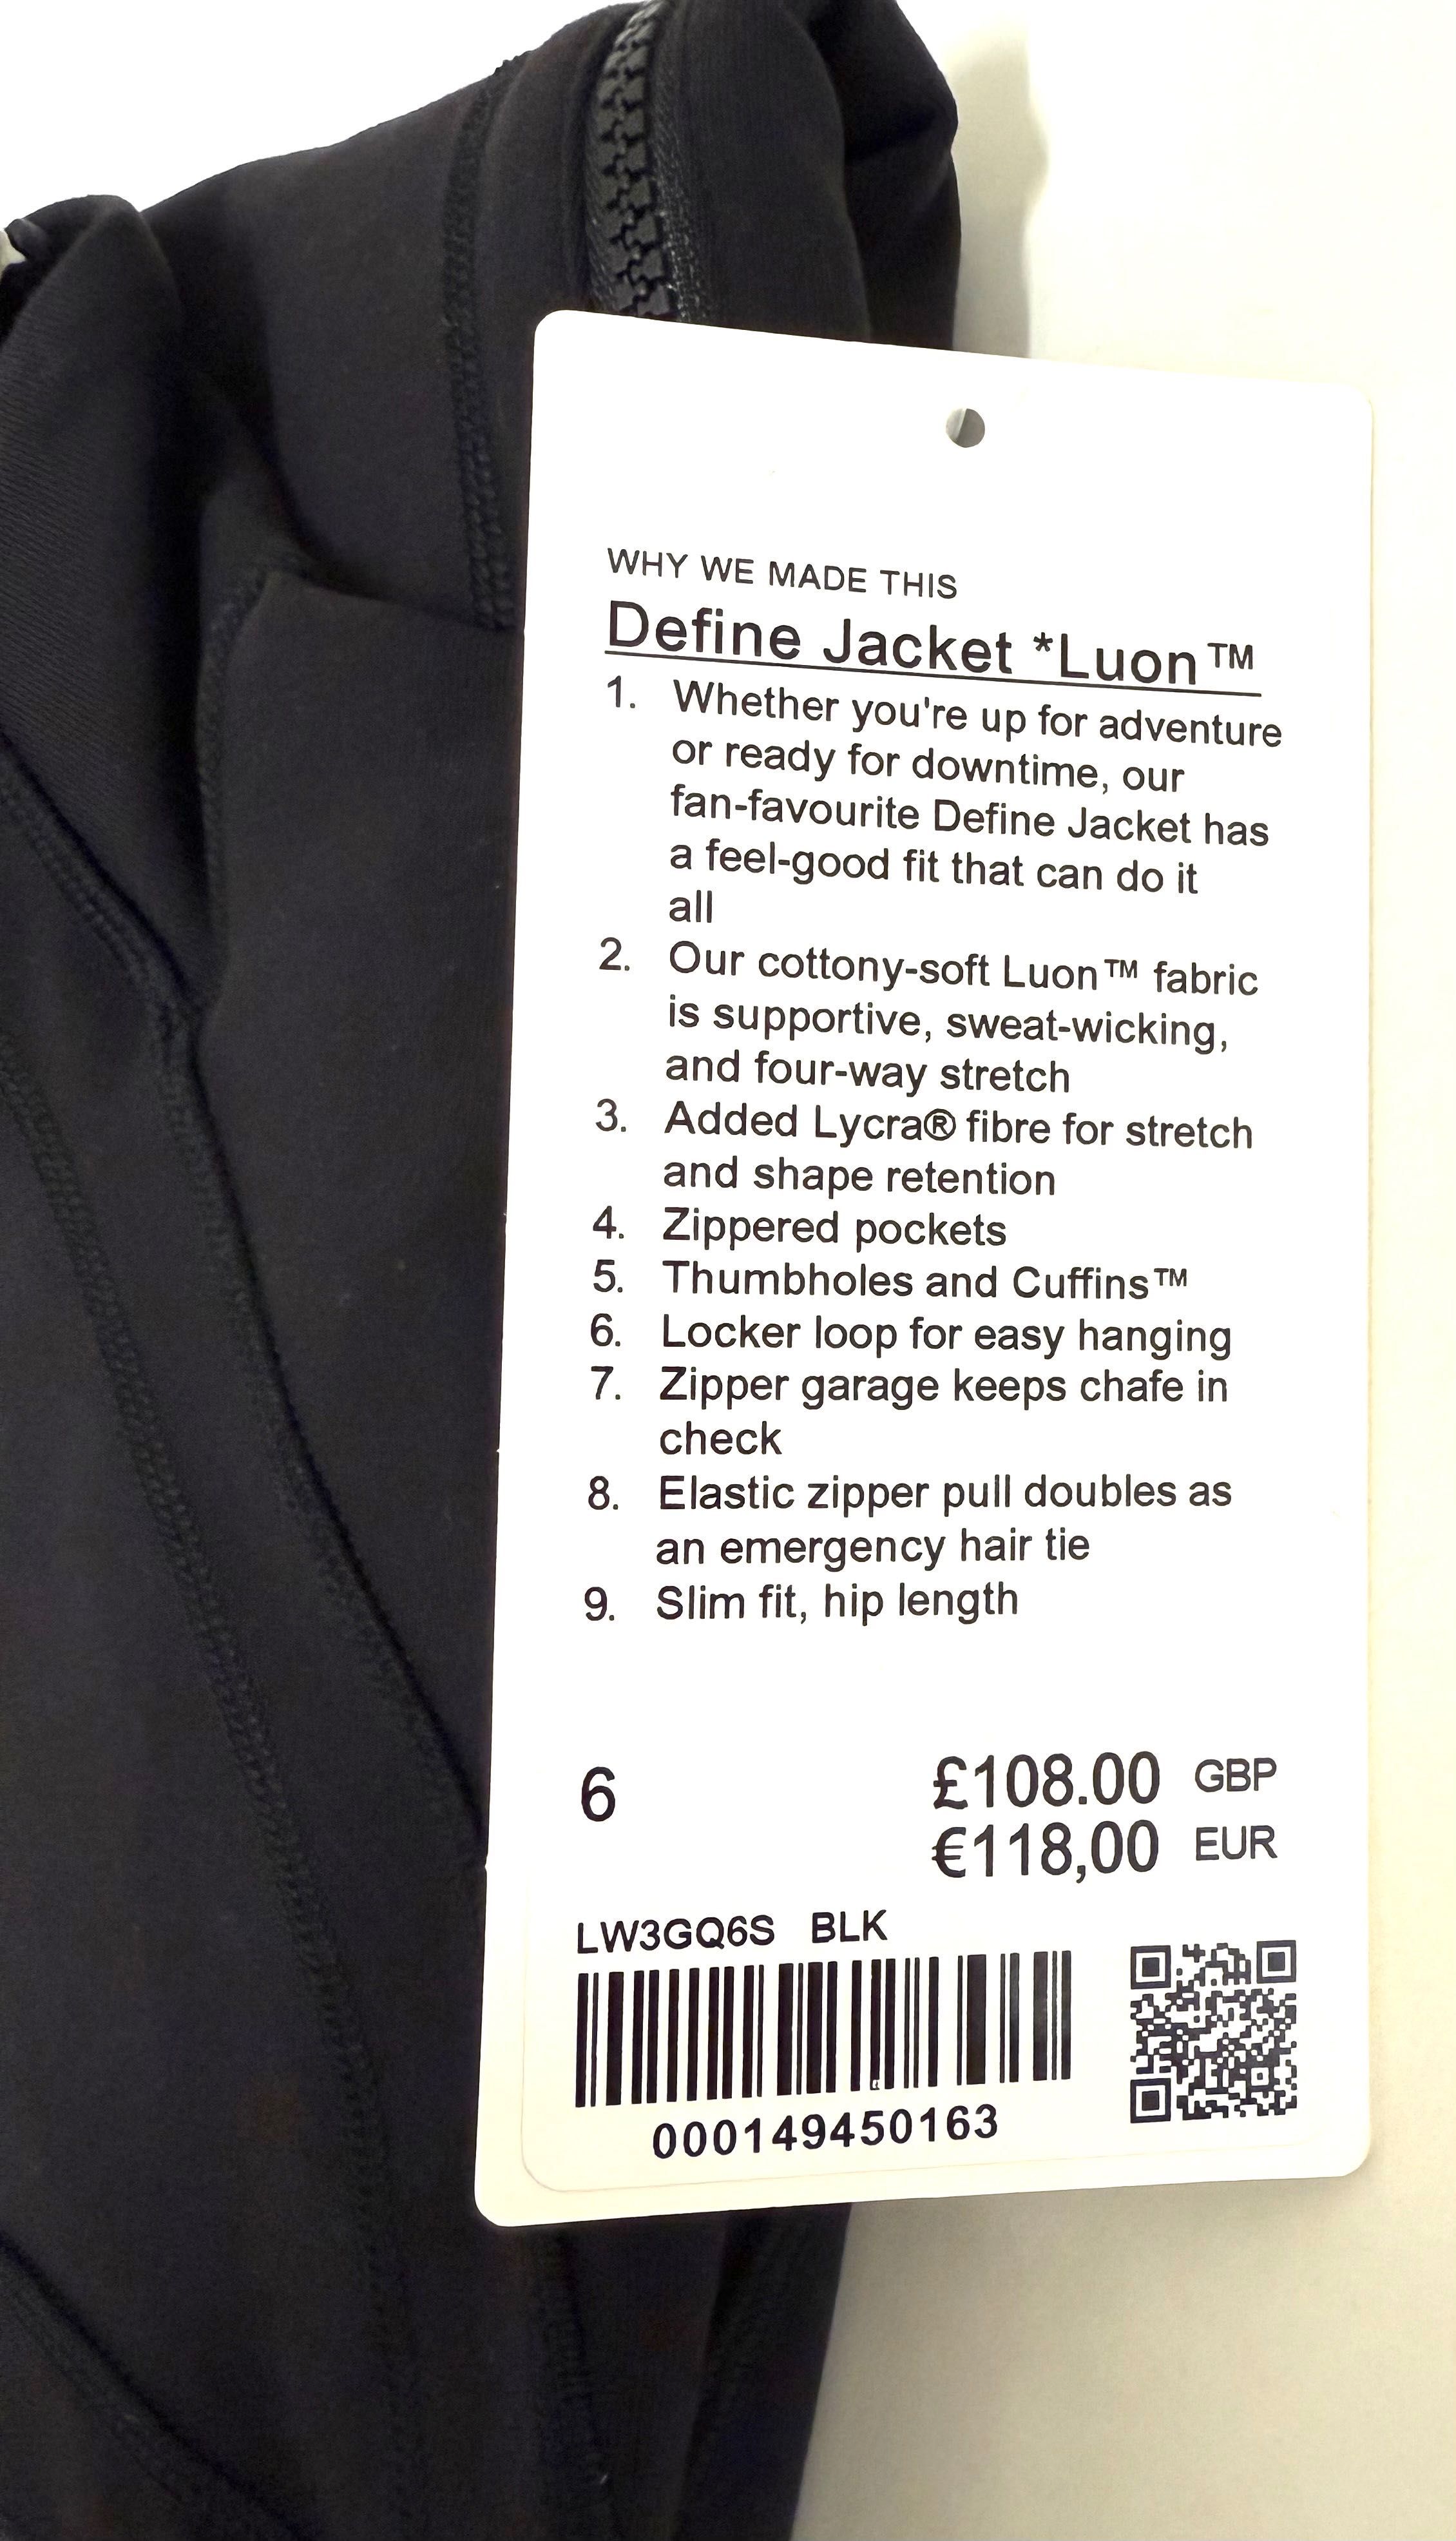 WHY WE MADE THIS
Define Jacket *Luon™
1. Whether you're up for adventure
or ready for downtime, our
fan-favourite Define Jacket has
a feel-good fit that can do it
all
2. Our cottony-soft Luon™ fabric
is supportive, sweat-wicking,
and four-way stretch
3. Added Lycra® fibre for stretch
and shape retention
4. Zippered pockets
5. Thumbholes and Cuffins™
6. Locker loop for easy hanging
7. Zipper garage keeps chafe in
check
8. Elastic zipper pull doubles as
an emergency hair tie
9. Slim fit, hip length
6 £108.00 GBP
€118,00 EUR
LW3GQ6S BLK
000149450163